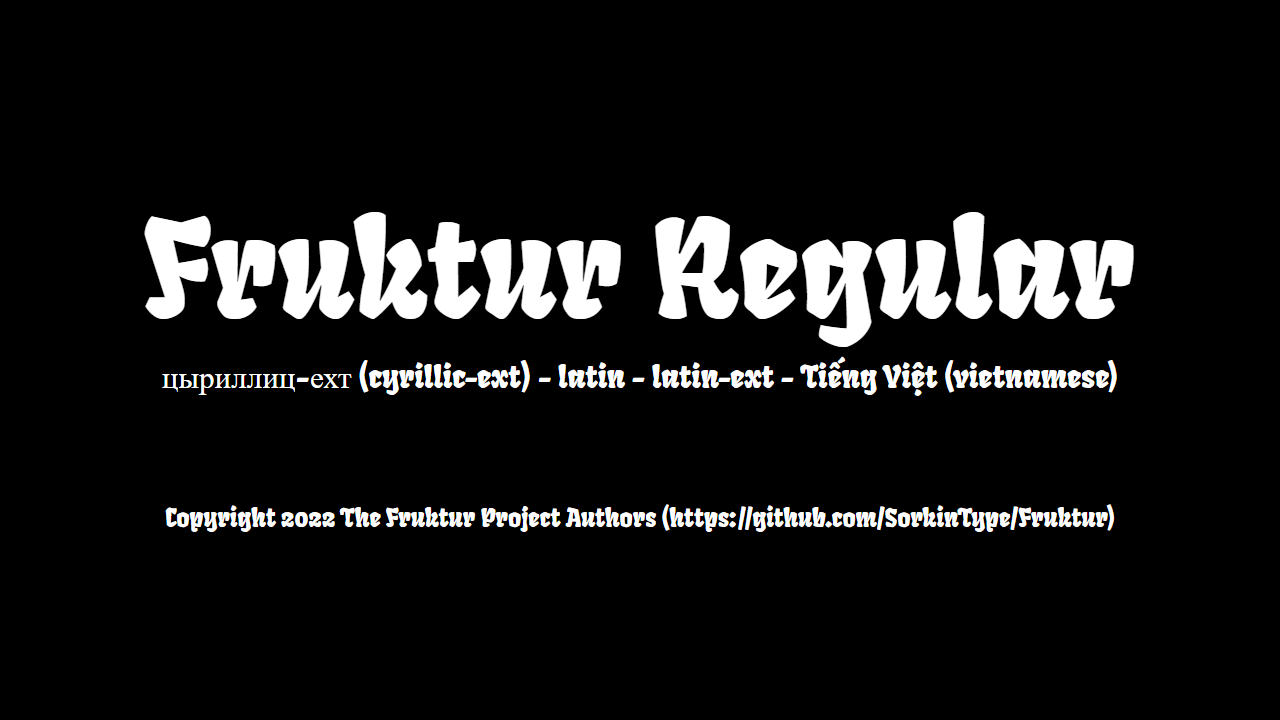 Fruktur Regular
цыриллиц-ехт (cyrillic-ext) - latin - latin-ext - Tiếng Việt (vietnamese)
Copyright 2022 The Fruktur Project Authors (https://github.com/SorkinType/Fruktur)